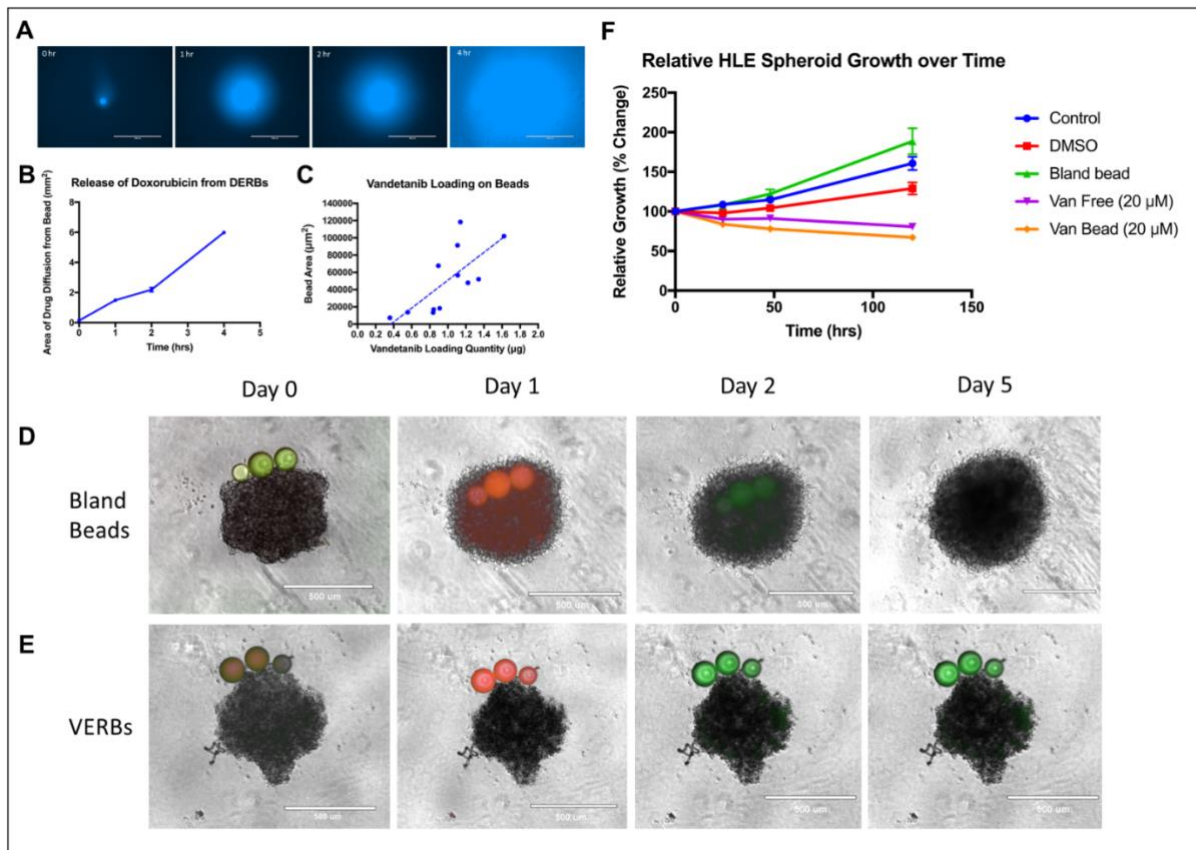 A
0 hr
1 hr
2 hr
4 hr
B
Release of Doxorubicin from DERBs
Area of Drug Diffusion from Bead (mm²)
6
4
2
0
0 1 2 3 4 5
Time (hrs)
C
Vandetanib Loading on Beads
Bead Area (µm²)
140000
120000
100000
80000
60000
40000
20000
0
0.0 0.2 0.4 0.6 0.8 1.0 1.2 1.4 1.6 1.8 2.0
Vandetanib Loading Quantity (µg)
F
Relative HLE Spheroid Growth over Time
Relative Growth (% Change)
250
200
150
100
50
0
0 50 100 150
Time (hrs)
Control
DMSO
Bland bead
Van Free (20 µM)
Van Bead (20 µM)
Day 0
Day 1
Day 2
Day 5
D
Bland
Beads
500 um
500 um
500 um
E
VERBs
500 um
500 um
500 um
500 um